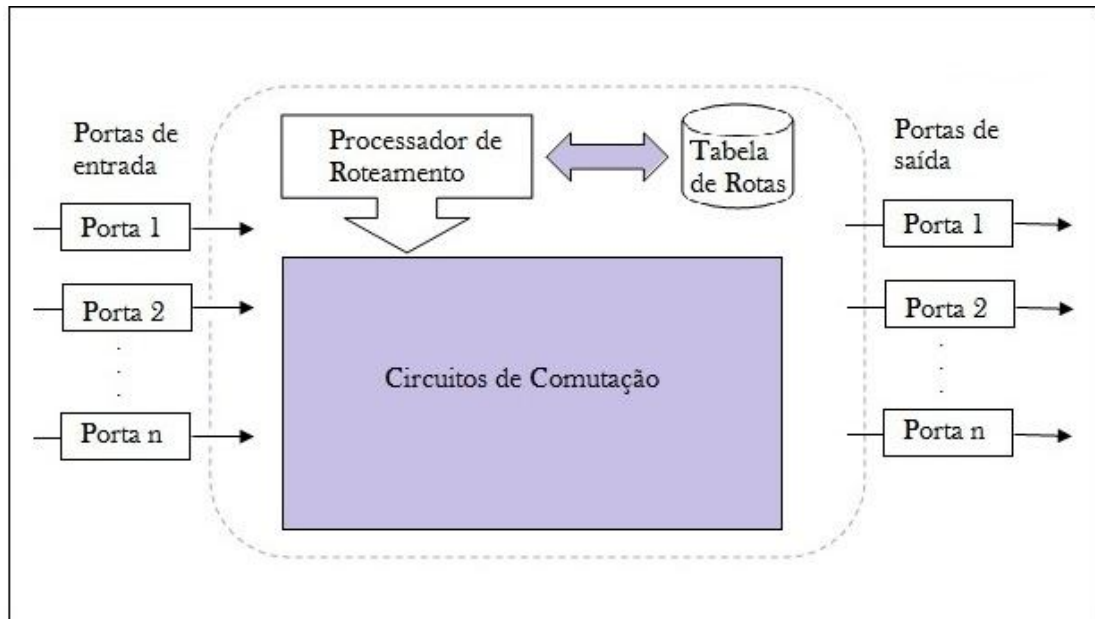 Portas de
entrada
Porta 1
Porta 2
Porta n
Processador de
Roteamento
Tabela
de Rotas
Circuitos de Comutação
Portas de
saída
Porta 1
Porta 2
Porta n